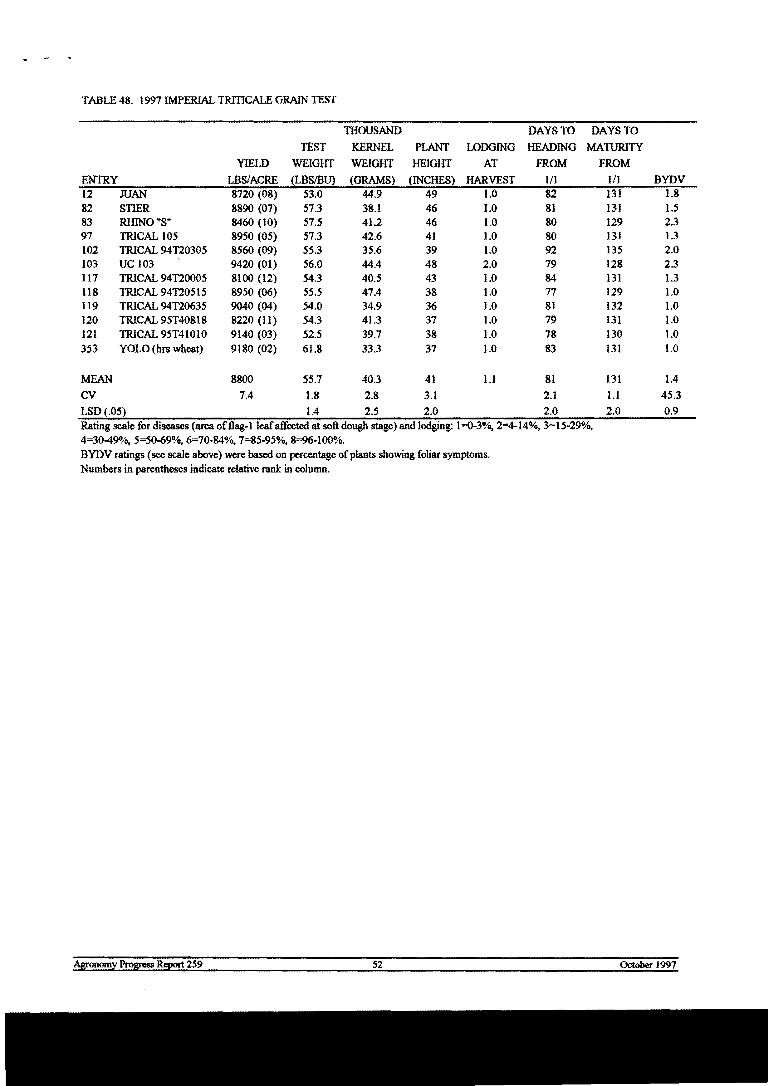 TABLE 48. 1997 IMPERIAL TRITICALE GRAIN TEST
THOUSAND DAYS TO DAYS TO
TEST KERNEL PLANT LODGING HEADING MATURITY
YIELD WEIGHT WEIGHT HEIGHT AT FROM FROM
ENTRY LBS/ACRE (LBS/BU) (GRAMS) (INCHES) HARVEST 1/1 1/1 BYDV
12 JUAN 8720 (08) 53.0 44.9 49 1.0 82 131 1.8
82 STIER 8890 (07) 57.3 38.1 46 1.0 81 131 1.5
83 RHINO "S" 8460 (10) 57.5 41.2 46 1.0 80 129 2.3
97 TRICAL 105 8950 (05) 57.3 42.6 41 1.0 80 131 1.3
102 TRICAL 94T20305 8560 (09) 55.3 35.6 39 1.0 92 135 2.0
103 UC 103 9420 (01) 56.0 44.4 48 2.0 79 128 2.3
117 TRICAL 94T20005 8100 (12) 54.3 40.5 43 1.0 84 131 1.3
118 TRICAL 94T20515 8950 (06) 55.5 47.4 38 1.0 77 129 1.0
119 TRICAL 94T20635 9040 (04) 54.0 34.9 36 1.0 81 132 1.0
120 TRICAL 95T40818 8220 (11) 54.3 41.3 37 1.0 79 131 1.0
121 TRICAL 95T41010 9140 (03) 52.5 39.7 38 1.0 78 130 1.0
353 YOLO (hrs wheat) 9180 (02) 61.8 33.3 37 1.0 83 131 1.0
MEAN 8800 55.7 40.3 41 1.1 81 131 1.4
CV 7.4 1.8 2.8 3.1 2.1 1.1 45.3
LSD (.05) 1.4 2.5 2.0 2.0 2.0 0.9
Rating scale for diseases (area of flag-1 leaf affected at soft dough stage) and lodging: 1=0-3%, 2=4-14%, 3=15-29%,
4=30-49%, 5=50-69%, 6=70-84%, 7=85-95%, 8=96-100%.
BYDV ratings (see scale above) were based on percentage of plants showing foliar symptoms.
Numbers in parentheses indicate relative rank in column.
Agronomy Progress Report 259 52 October 1997